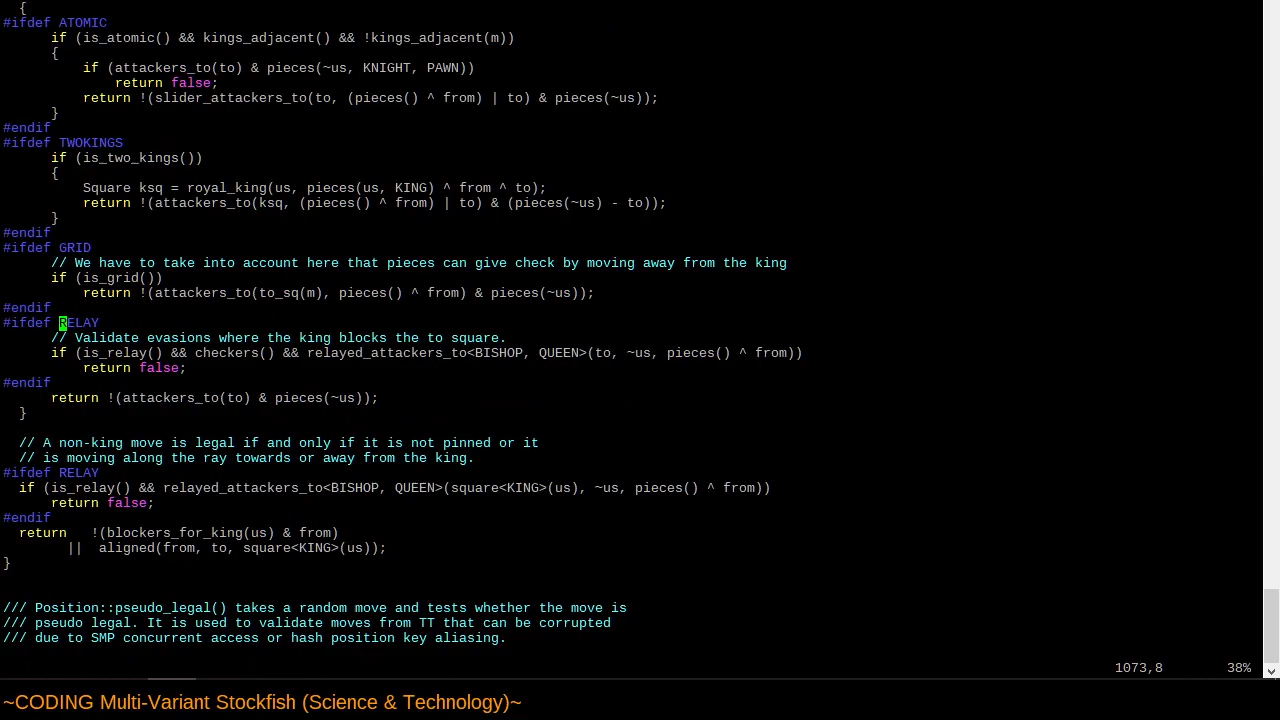 {
#ifdef ATOMIC
if (is_atomic() && kings_adjacent() && !kings_adjacent(m))
{
if (attackers_to(to) & pieces(~us, KNIGHT, PAWN))
return false;
return !(slider_attackers_to(to, (pieces() ^ from) | to) & pieces(~us));
}
#endif
#ifdef TWOKINGS
if (is_two_kings())
{
Square ksq = royal_king(us, pieces(us, KING) ^ from ^ to);
return !(attackers_to(ksq, (pieces() ^ from) | to) & (pieces(~us) - to));
}
#endif
#ifdef GRID
// We have to take into account here that pieces can give check by moving away from the king
if (is_grid())
return !(attackers_to(to_sq(m), pieces() ^ from) & pieces(~us));
#endif
#ifdef RELAY
// Validate evasions where the king blocks the to square.
if (is_relay() && checkers() && relayed_attackers_to<BISHOP, QUEEN>(to, ~us, pieces() ^ from))
return false;
#endif
return !(attackers_to(to) & pieces(~us));
}
// A non-king move is legal if and only if it is not pinned or it
// is moving along the ray towards or away from the king.
#ifdef RELAY
if (is_relay() && relayed_attackers_to<BISHOP, QUEEN>(square<KING>(us), ~us, pieces() ^ from))
return false;
#endif
return   !(blockers_for_king(us) & from)
||  aligned(from, to, square<KING>(us));
}
/// Position::pseudo_legal() takes a random move and tests whether the move is
/// pseudo legal. It is used to validate moves from TT that can be corrupted
/// due to SMP concurrent access or hash position key aliasing.
1073,8 38%
~CODING Multi-Variant Stockfish (Science & Technology)~